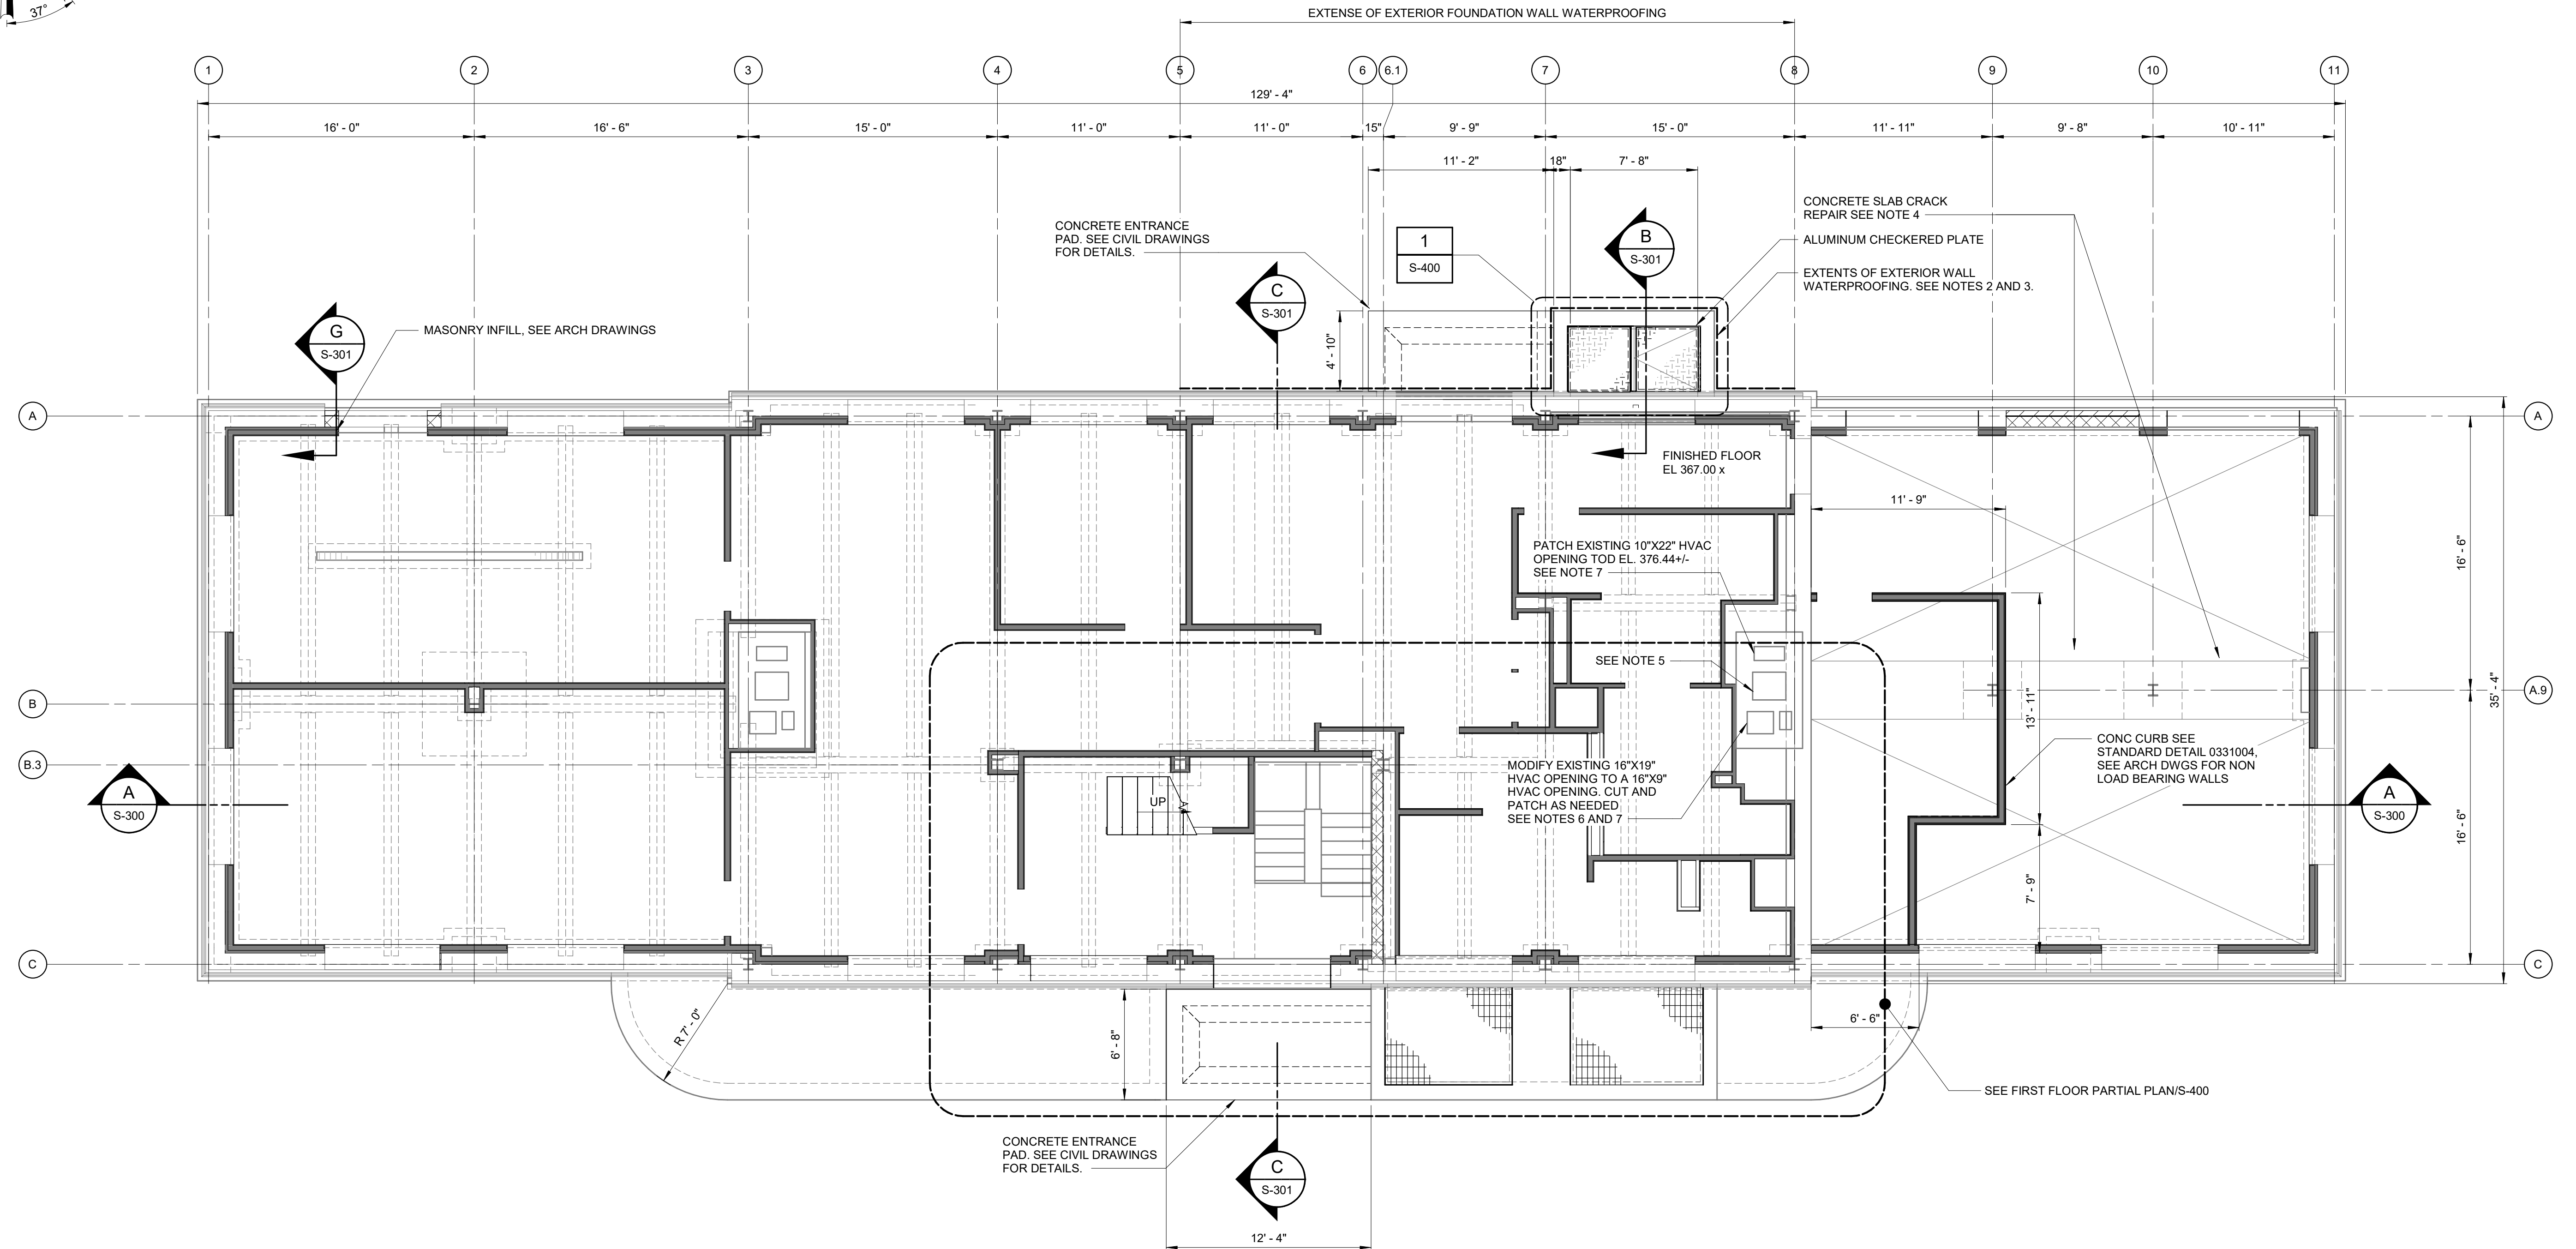 37°
EXTENSE OF EXTERIOR FOUNDATION WALL WATERPROOFING
1 2 3 4 5 6 6.1 7 8 9 10 11
129' - 4"
16' - 0" 16' - 6" 15' - 0" 11' - 0" 11' - 0" 15" 9' - 9" 15' - 0" 11' - 11" 9' - 8" 10' - 11"
11' - 2" 18" 7' - 8"
CONCRETE SLAB CRACK
REPAIR SEE NOTE 4
CONCRETE ENTRANCE
PAD. SEE CIVIL DRAWINGS
FOR DETAILS.
1
S-400
B
S-301
ALUMINUM CHECKERED PLATE
EXTENTS OF EXTERIOR WALL
WATERPROOFING. SEE NOTES 2 AND 3.
C
S-301
G
S-301
MASONRY INFILL, SEE ARCH DRAWINGS
4' - 10"
A
A
FINISHED FLOOR
EL 367.00 x
11' - 9"
16' - 6"
PATCH EXISTING 10"X22" HVAC
OPENING TOD EL. 376.44+/-
SEE NOTE 7
SEE NOTE 5
13' - 11"
35' - 4"
B
A.9
CONC CURB SEE
STANDARD DETAIL 0331004,
SEE ARCH DWGS FOR NON
LOAD BEARING WALLS
B.3
MODIFY EXISTING 16"X19"
HVAC OPENING TO A 16"X9"
HVAC OPENING. CUT AND
PATCH AS NEEDED
SEE NOTES 6 AND 7
A
S-300
UP
A
S-300
16' - 6"
7' - 9"
C
C
R 7' - 0"
6' - 8"
6' - 6"
SEE FIRST FLOOR PARTIAL PLAN/S-400
CONCRETE ENTRANCE
PAD. SEE CIVIL DRAWINGS
FOR DETAILS.
C
S-301
12' - 4"